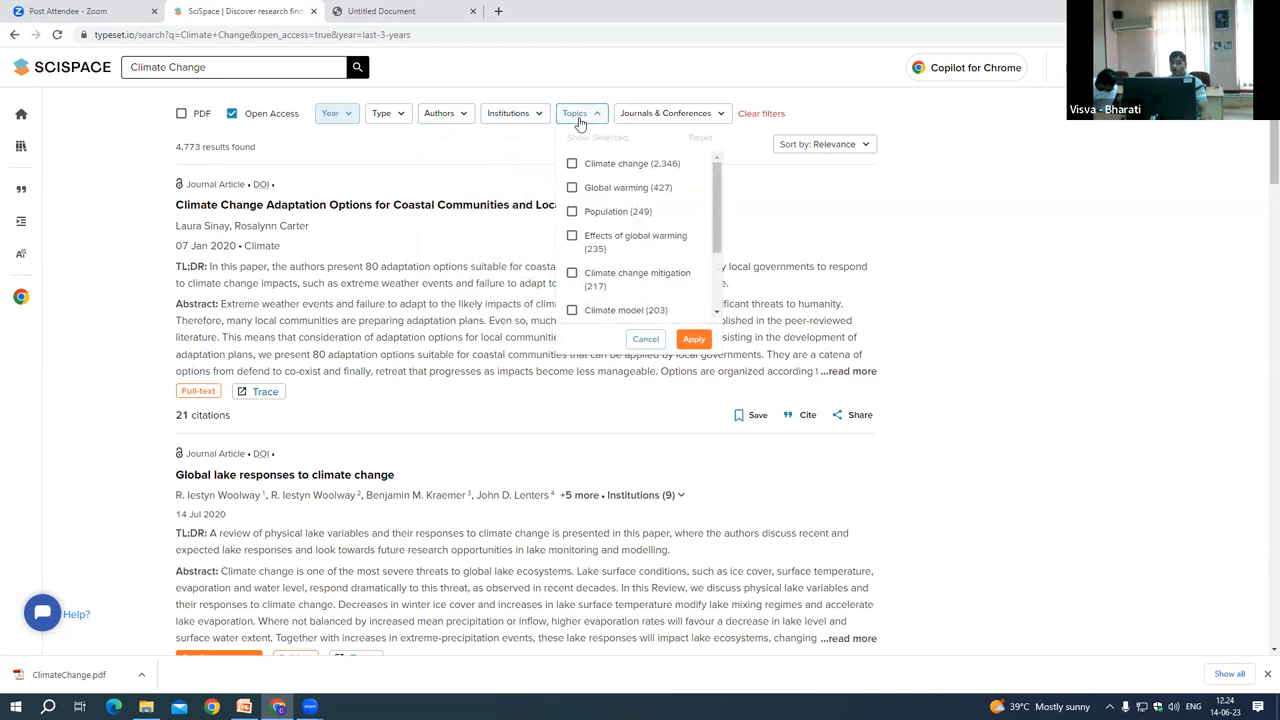 Post Attendee - Zoom
SciSpace | Discover research find
Untitled Document
typeset.io/search?q=Climate+Change&open_access=true&year=last-3-years
SCISPACE
Climate Change
Copilot for Chrome
Visva - Bharati
PDF
Open Access
Year
Type
Authors
Institutions
Topics
Journals & Conferences
Clear filters
Show Selected
Reset
4,773 results found
Sort by: Relevance
Climate change (2,346)
Global warming (427)
Population (249)
Effects of global warming
(235)
Climate change mitigation
(217)
Climate model (203)
Cancel
Apply
Journal Article • DOI •
Climate Change Adaptation Options for Coastal Communities and Loca
Laura Sinay, Rosalynn Carter
07 Jan 2020 • Climate
TL;DR: In this paper, the authors present 80 adaptation options suitable for coasta by local governments to respond
to climate change impacts, such as extreme weather events and failure to adapt to
Abstract: Extreme weather events and failure to adapt to the likely impacts of clim ficant threats to humanity.
Therefore, many local communities are preparing adaptation plans. Even so, much blished in the peer-reviewed
literature. This means that consideration of adaptation options for local communities sisting in the development of
adaptation plans, we present 80 adaptation options suitable for coastal communities that can be applied by local governments. They are a catena
of options from defend to co-exist and finally, retreat that progresses as impacts become less manageable. Options are organized according t ...read more
Full-text
Trace
21 citations
Save
Cite
Share
Journal Article • DOI •
Global lake responses to climate change
R. Iestyn Woolway 1, R. Iestyn Woolway 2, Benjamin M. Kraemer 3, John D. Lenters 4 +5 more • Institutions (9)
14 Jul 2020
TL;DR: A review of physical lake variables and their responses to climate change is presented in this paper, where the authors discuss recent and
expected lake responses and look towards future research opportunities in lake monitoring and modelling.
Abstract: Climate change is one of the most severe threats to global lake ecosystems. Lake surface conditions, such as ice cover, surface temperature,
evaporation and water level, respond dramatically to this threat, as observed in recent decades. In this Review, we discuss physical lake variables and
their responses to climate change. Decreases in winter ice cover and increases in lake surface temperature modify lake mixing regimes and accelerate
lake evaporation. Where not balanced by increased mean precipitation or inflow, higher evaporation rates will favour a decrease in lake level and
surface water extent. Together with increases in extreme-precipitation events, these lake responses will impact lake ecosystems, changing ...read more
Help?
ClimateChange.pdf
Show all
39°C Mostly sunny
ENG
12.24
14-06-23